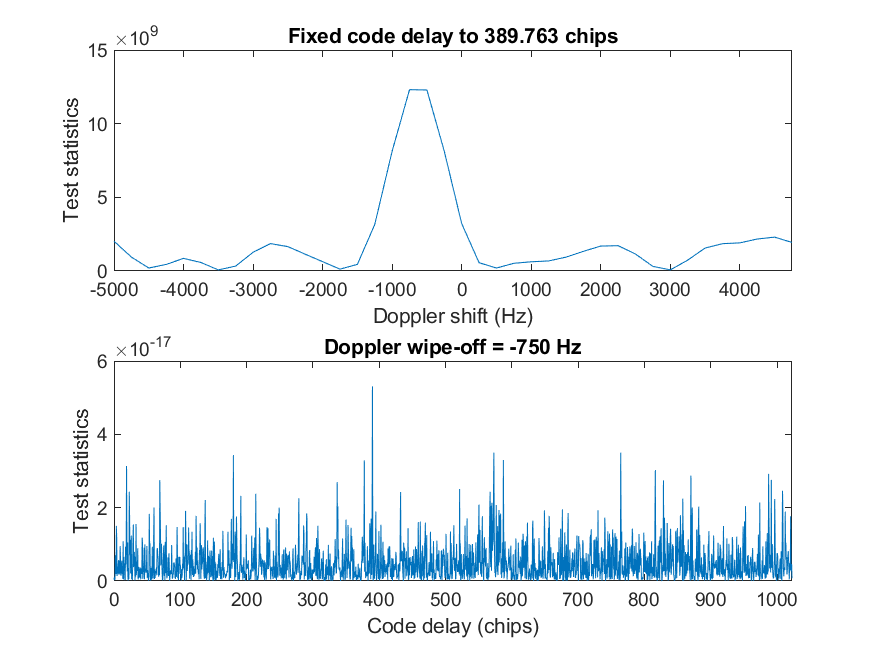 Fixed code delay to 389.763 chips
×10^9
15
10
5
0
Test statistics
-5000 -4000 -3000 -2000 -1000 0 1000 2000 3000 4000
Doppler shift (Hz)
Doppler wipe-off = -750 Hz
×10^-17
6
4
2
0
Test statistics
0 100 200 300 400 500 600 700 800 900 1000
Code delay (chips)